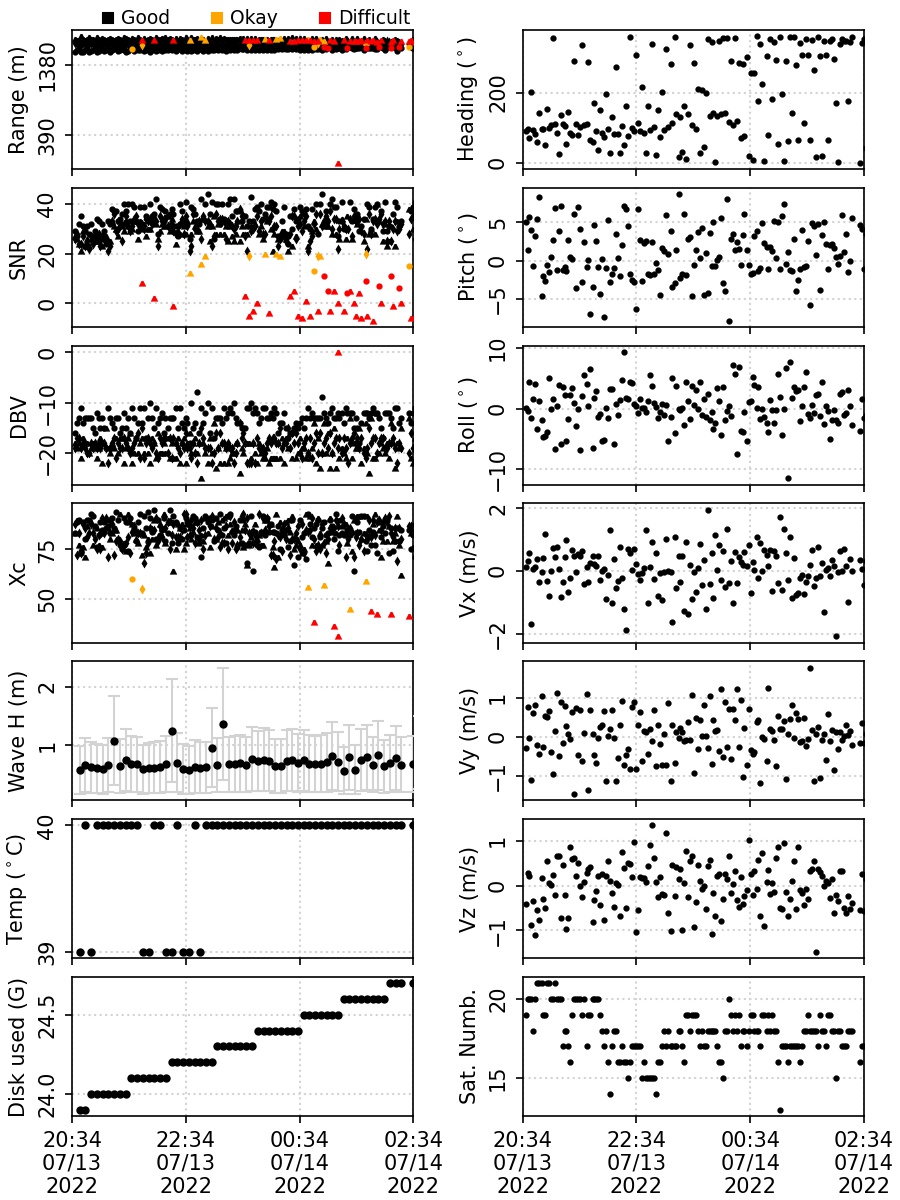 Good Okay Difficult
Range (m)
1380
390
Heading (°)
200
0
SNR
40
20
0
Pitch (°)
5
0
−5
DBV
0
−10
−20
Roll (°)
10
0
−10
Xc
75
50
Vx (m/s)
2
0
−2
Wave H (m)
2
1
Vy (m/s)
1
0
−1
Temp (°C)
40
39
Vz (m/s)
1
0
−1
Disk used (G)
24.5
24.0
Sat. Numb.
20
15
20:34 22:34 00:34 02:34 20:34 22:34 00:34 02:34
07/13 07/13 07/14 07/14 07/13 07/13 07/14 07/14
2022 2022 2022 2022 2022 2022 2022 2022